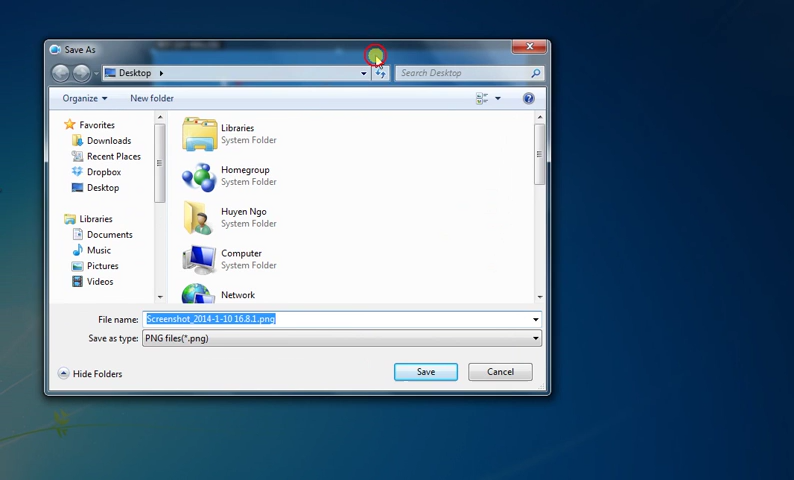 Save As
Desktop
Search Desktop
Organize
New folder
Favorites
Downloads
Recent Places
Dropbox
Desktop
Libraries
Documents
Music
Pictures
Videos
Libraries
System Folder
Homegroup
System Folder
Huyen Ngo
System Folder
Computer
System Folder
Network
File name: Screenshot_2014-1-10 16.8.1.png
Save as type: PNG files(*.png)
Hide Folders
Save
Cancel